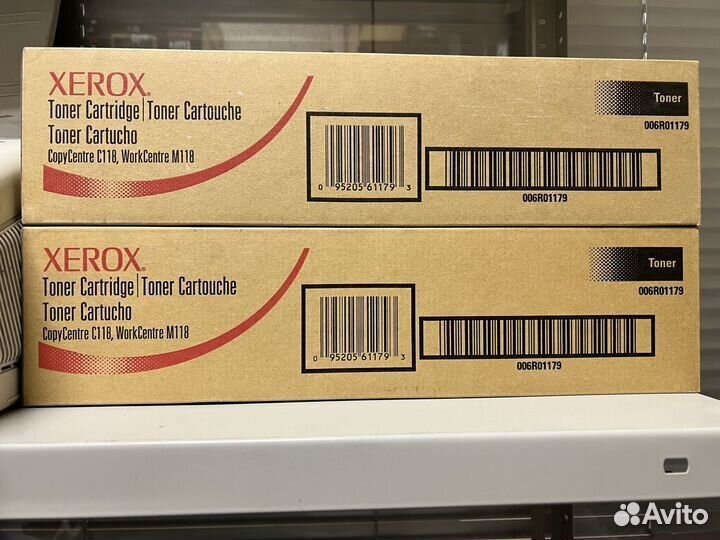 XEROX.
Toner Cartridge | Toner Cartouche
Toner Cartucho
CopyCentre C118, WorkCentre M118
0 95205 61179 3
006R01179
Toner
006R01179
XEROX.
Toner Cartridge | Toner Cartouche
Toner Cartucho
CopyCentre C118, WorkCentre M118
0 95205 61179 3
006R01179
Toner
006R01179
Avito